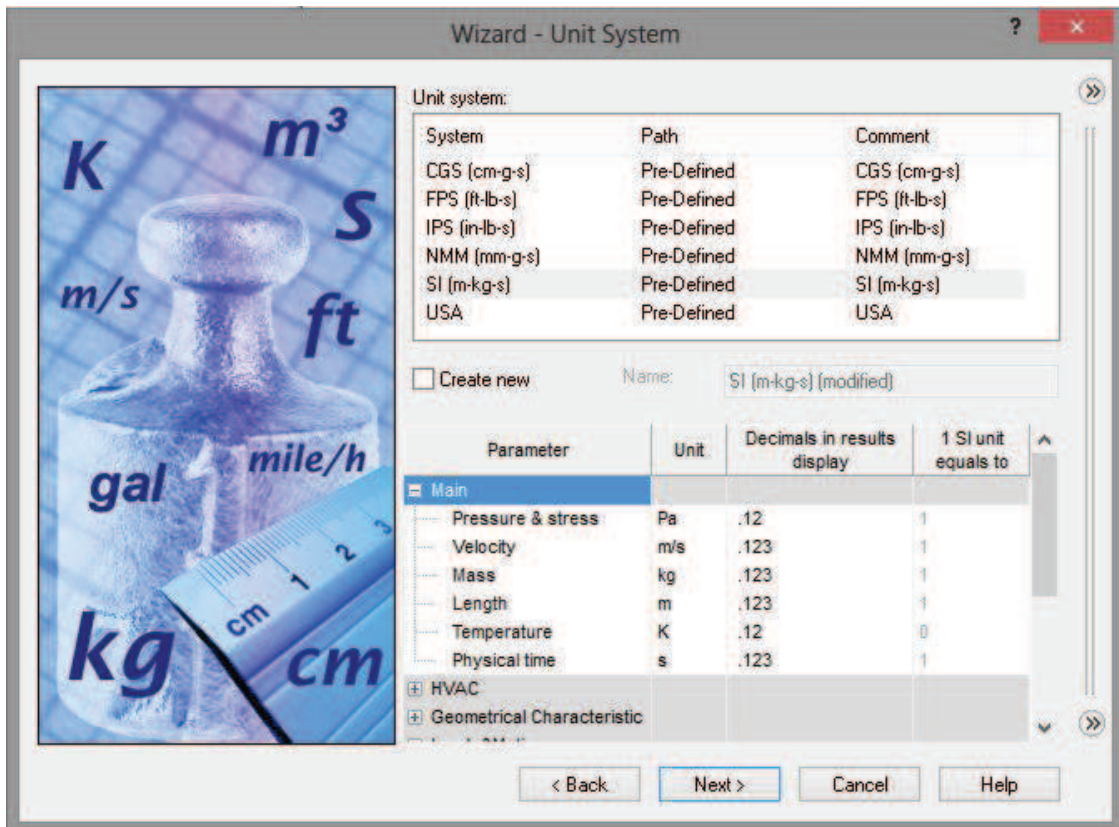 Wizard - Unit System
?
K
m³
s
m/s
ft
gal
mile/h
1
2
3
cm
kg
cm
Unit system:
System Path Comment
CGS (cm-g-s) Pre-Defined CGS (cm-g-s)
FPS (ft-lb-s) Pre-Defined FPS (ft-lb-s)
IPS (in-lb-s) Pre-Defined IPS (in-lb-s)
NMM (mm-g-s) Pre-Defined NMM (mm-g-s)
SI (m-kg-s) Pre-Defined SI (m-kg-s)
USA Pre-Defined USA
Create new Name: SI (m-kg-s) (modified)
Parameter Unit Decimals in results display 1 SI unit equals to
Main
Pressure & stress Pa .12 1
Velocity m/s .123 1
Mass kg .123 1
Length m .123 1
Temperature K .12 0
Physical time s .123 1
HVAC
Geometrical Characteristic
< Back Next > Cancel Help